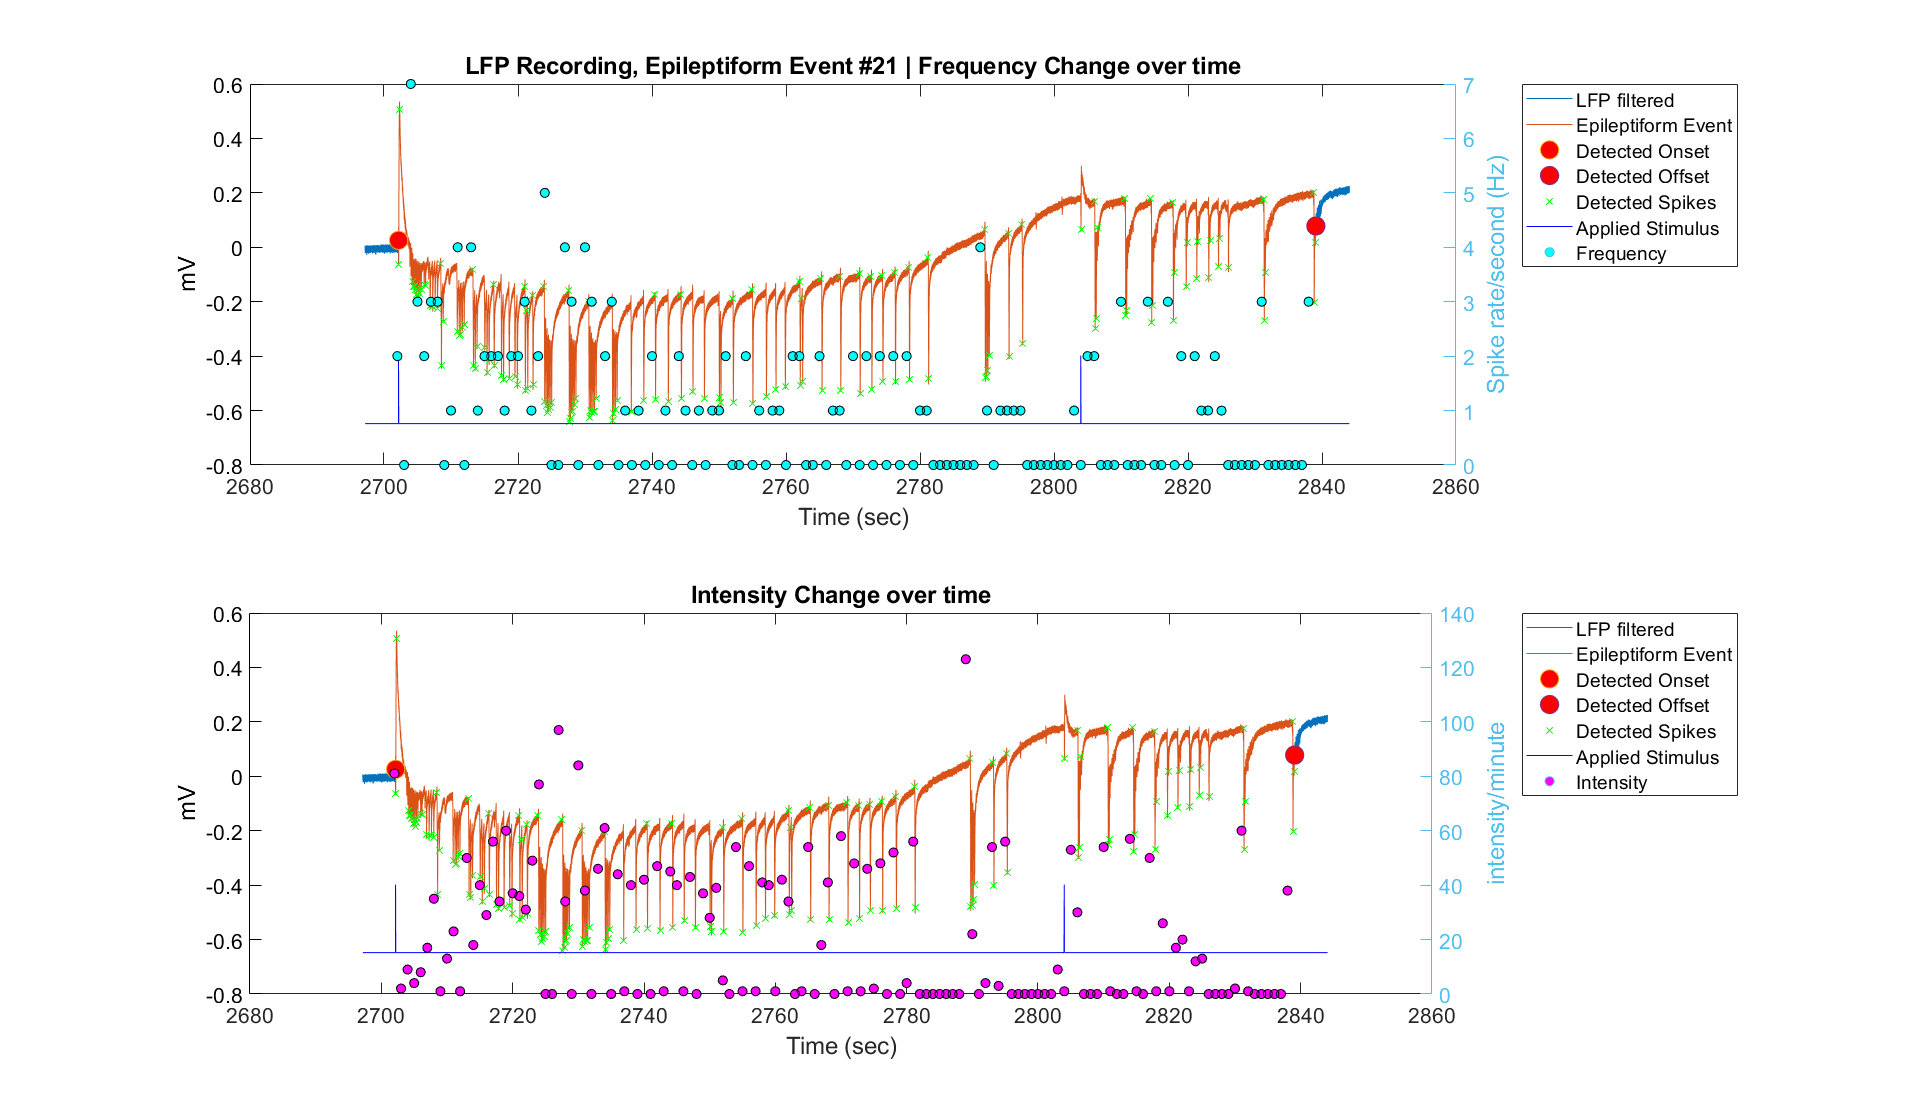 LFP Recording, Epileptiform Event #21 | Frequency Change over time
0.6
0.4
0.2
0
-0.2
-0.4
-0.6
-0.8
mV
2680 2700 2720 2740 2760 2780 2800 2820 2840 2860
Time (sec)
7
6
5
4
3
2
1
0
Spike rate/second (Hz)
LFP filtered
Epileptiform Event
Detected Onset
Detected Offset
Detected Spikes
Applied Stimulus
Frequency
Intensity Change over time
0.6
0.4
0.2
0
-0.2
-0.4
-0.6
-0.8
mV
2680 2700 2720 2740 2760 2780 2800 2820 2840 2860
Time (sec)
140
120
100
80
60
40
20
0
intensity/minute
LFP filtered
Epileptiform Event
Detected Onset
Detected Offset
Detected Spikes
Applied Stimulus
Intensity